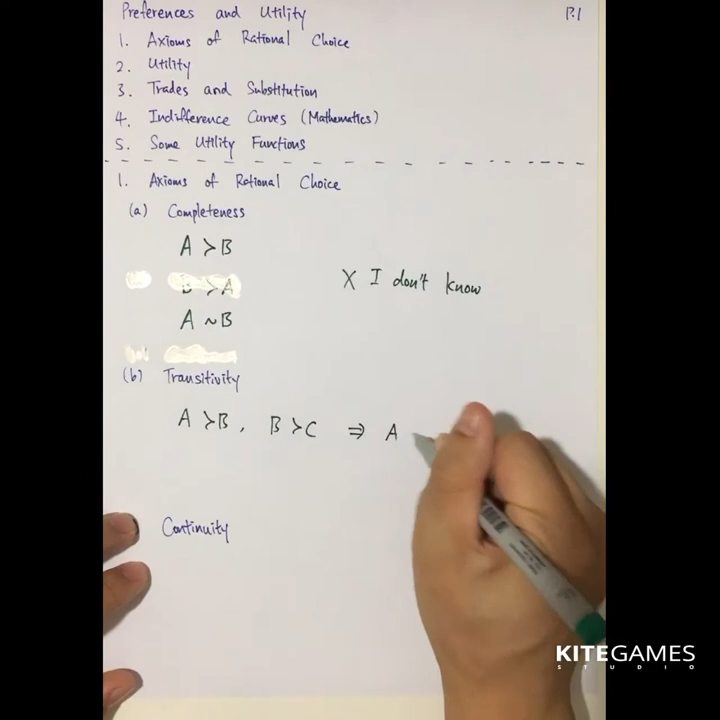 Preferences and Utility
P.1
1. Axioms of Rational Choice
2. Utility
3. Trades and Substitution
4. Indifference Curves (Mathematics)
5. Some Utility Functions
1. Axioms of Rational Choice
(a) Completeness
A ≻ B
≻ A
X I don't know
A ~ B
(b) Transitivity
A ≻ B, B ≻ C ⇒ A
Continuity
KITEGAMES
STUDIO